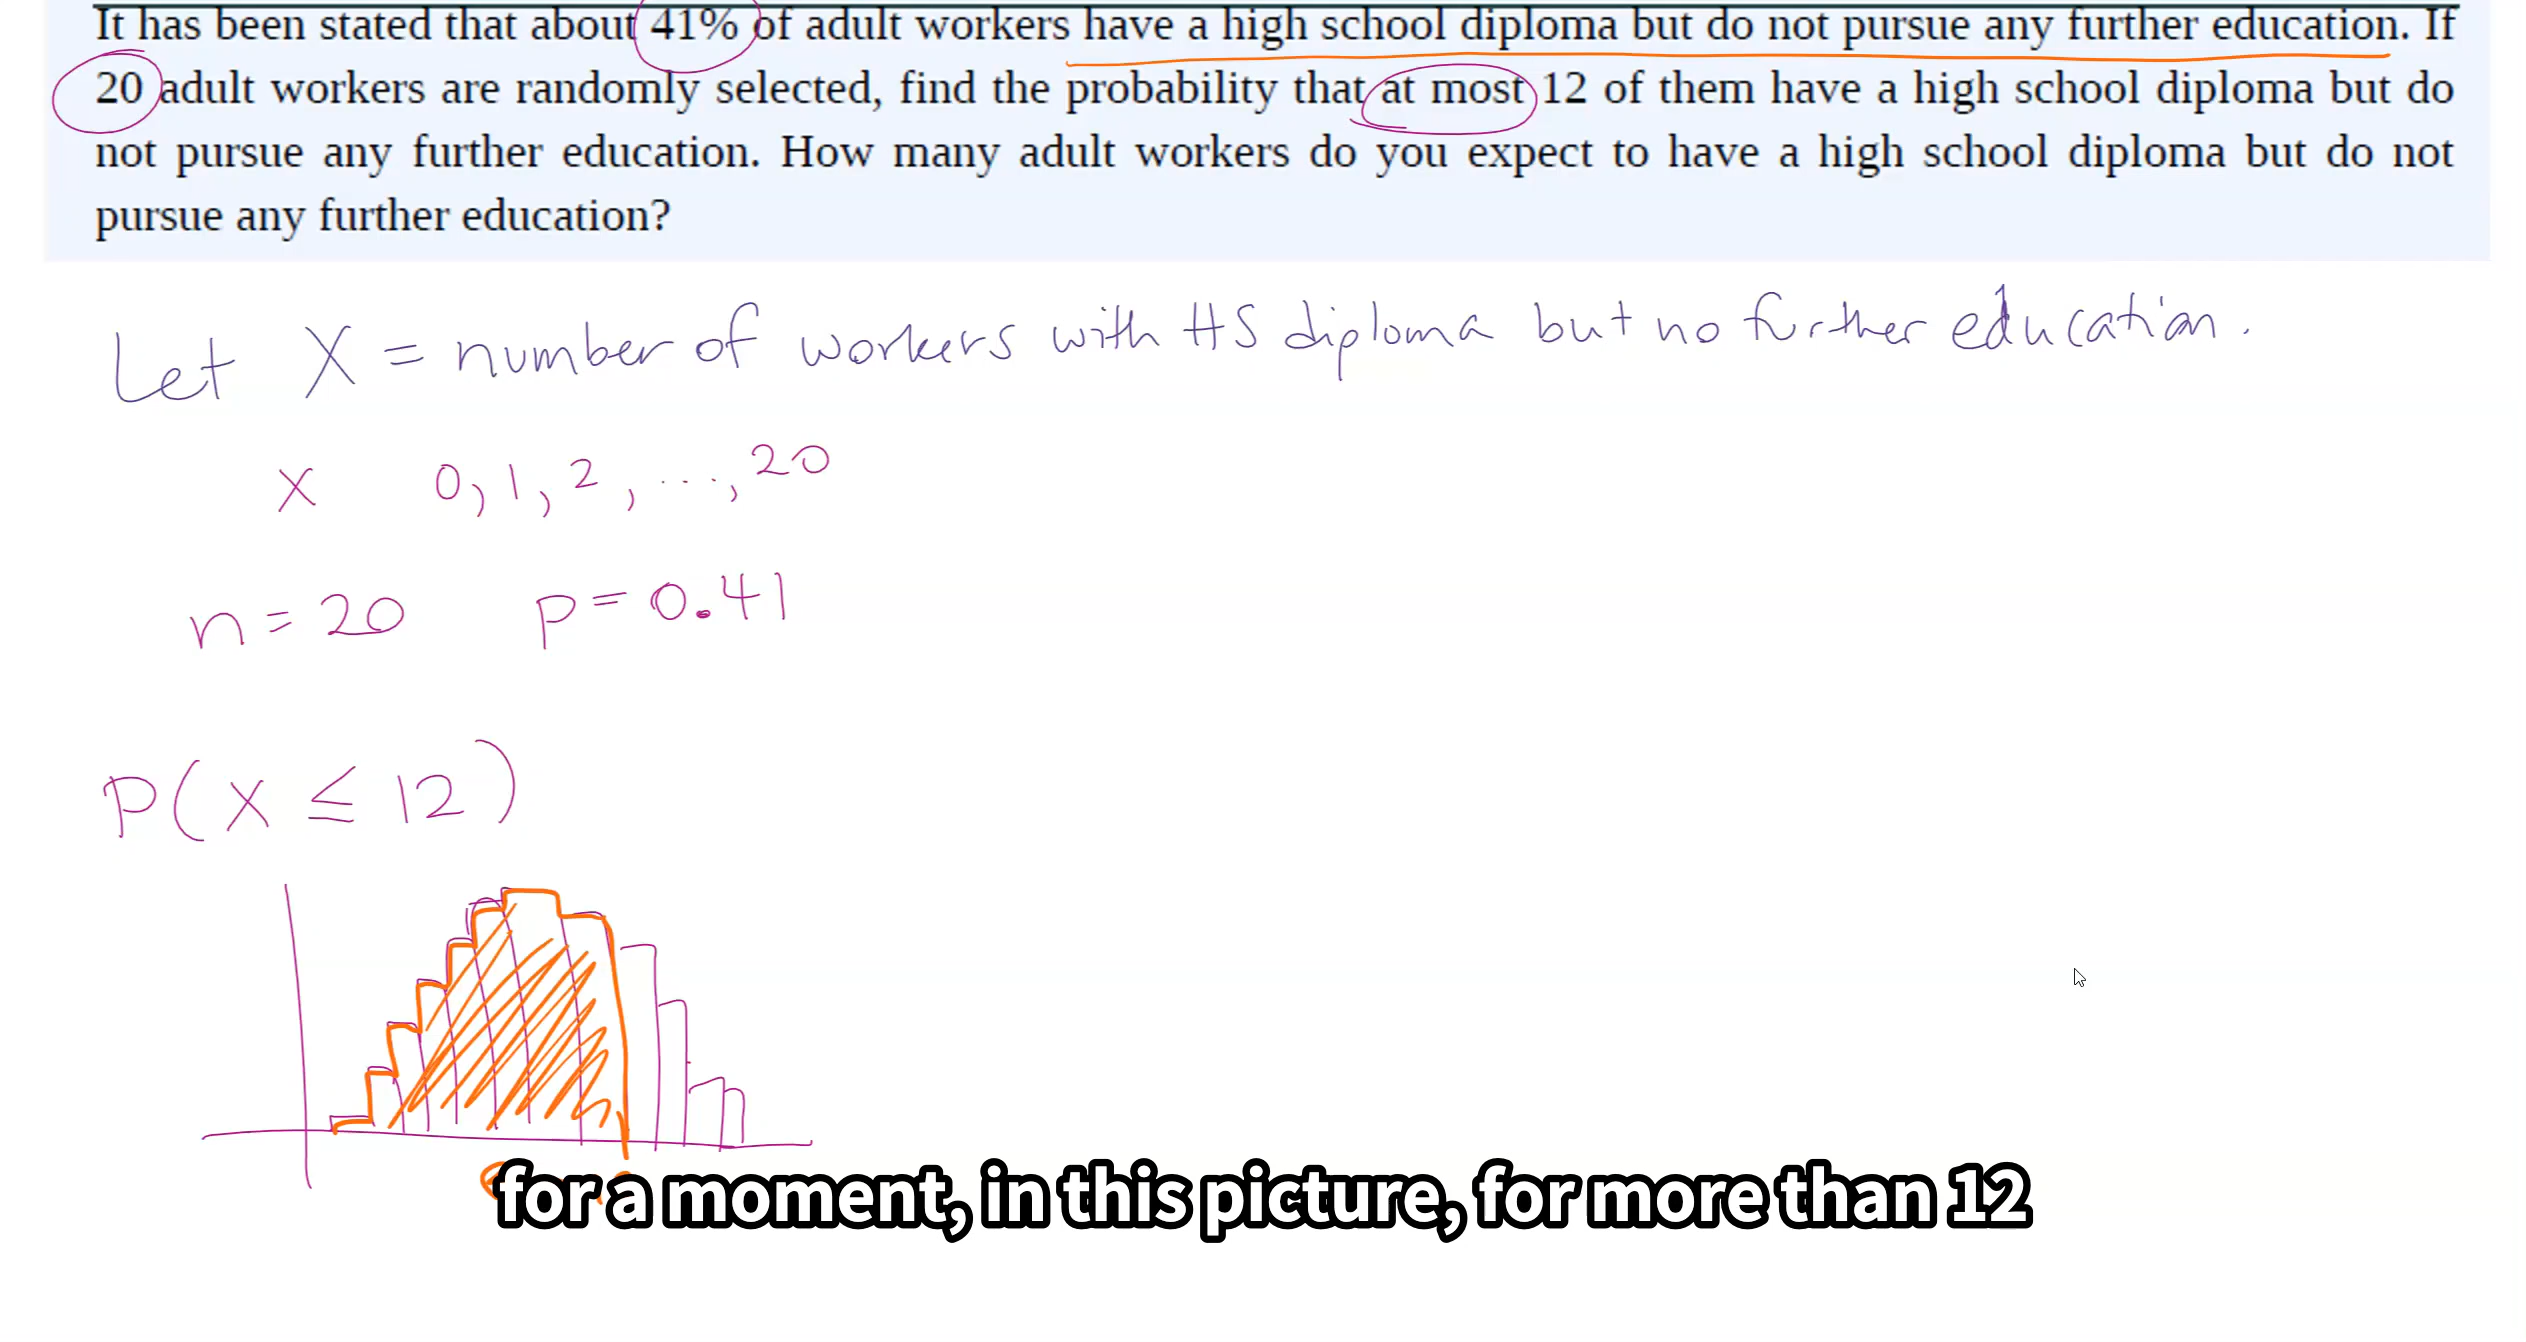 It has been stated that about 41% of adult workers have a high school diploma but do not pursue any further education. If
20 adult workers are randomly selected, find the probability that at most 12 of them have a high school diploma but do
not pursue any further education. How many adult workers do you expect to have a high school diploma but do not
pursue any further education?
Let X = number of workers with HS diploma but no further education.
X 0, 1, 2, ..., 20
n = 20 p = 0.41
P(X ≤ 12)
for a moment, in this picture, for more than 12